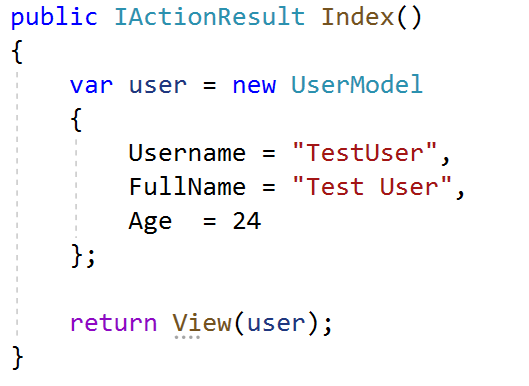 public IActionResult Index()
{
    var user = new UserModel
    {
        Username = "TestUser",
        FullName = "Test User",
        Age  = 24
    };

    return View(user);
}